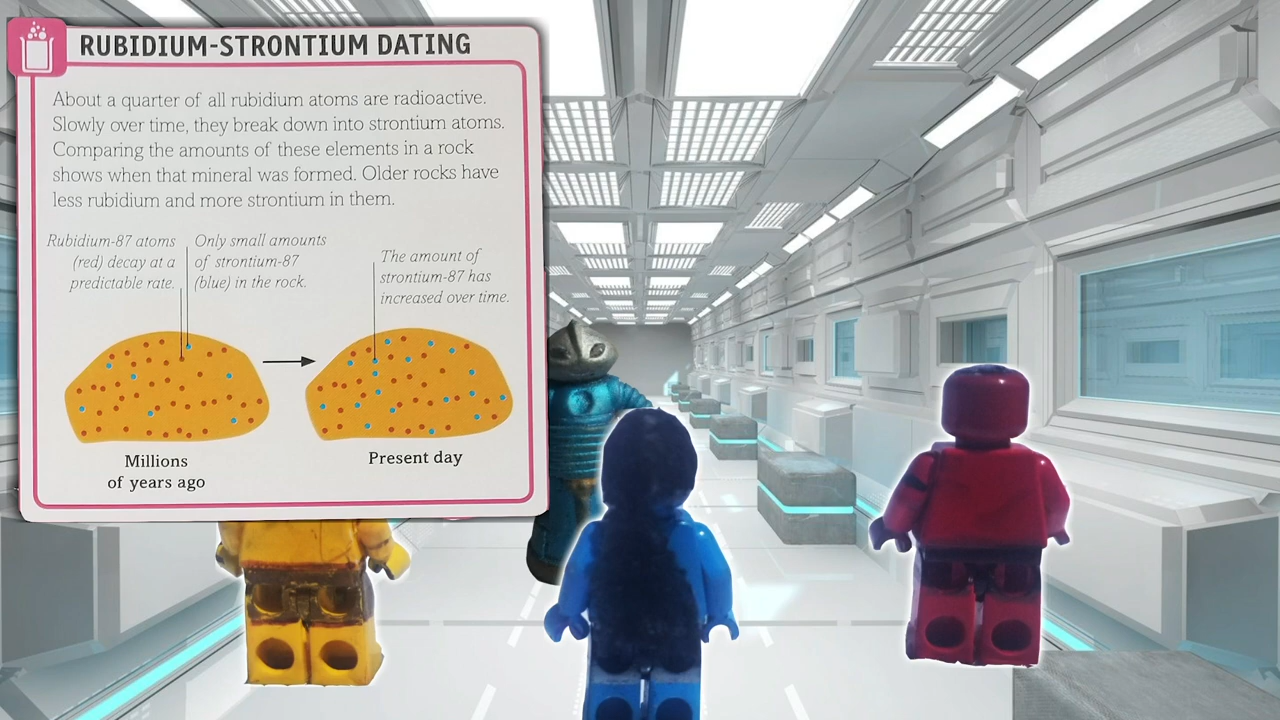 RUBIDIUM-STRONTIUM DATING
About a quarter of all rubidium atoms are radioactive.
Slowly over time, they break down into strontium atoms.
Comparing the amounts of these elements in a rock
shows when that mineral was formed. Older rocks have
less rubidium and more strontium in them.
Rubidium-87 atoms
(red) decay at a
predictable rate.
Only small amounts
of strontium-87
(blue) in the rock.
The amount of
strontium-87 has
increased over time.
Millions
of years ago
Present day